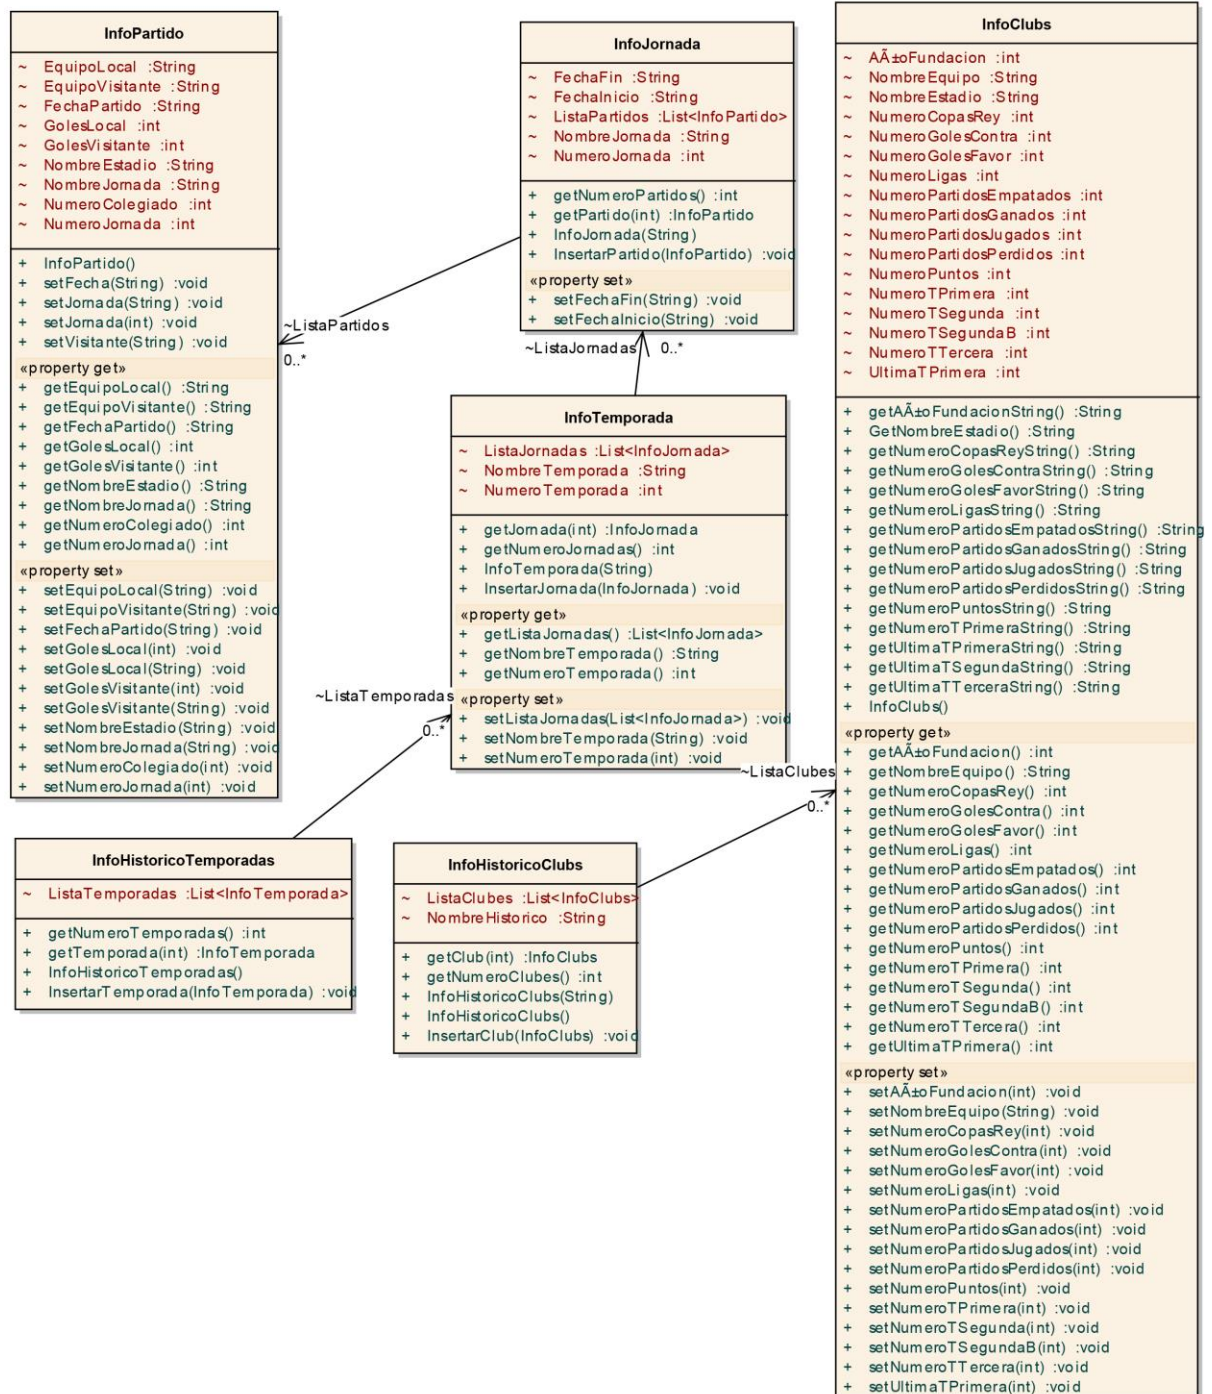 InfoPartido
~ EquipoLocal :String
~ EquipoVisitante :String
~ FechaPartido :String
~ GolesLocal :int
~ GolesVisitante :int
~ NombreEstadio :String
~ NombreJornada :String
~ NumeroColegiado :int
~ NumeroJornada :int
+ InfoPartido()
+ setFecha(String) :void
+ setJornada(String) :void
+ setJornada(int) :void
+ setVisitante(String) :void
«property get»
+ getEquipoLocal() :String
+ getEquipoVisitante() :String
+ getFechaPartido() :String
+ getGolesLocal() :int
+ getGolesVisitante() :int
+ getNombreEstadio() :String
+ getNombreJornada() :String
+ getNumeroColegiado() :int
+ getNumeroJornada() :int
«property set»
+ setEquipoLocal(String) :void
+ setEquipoVisitante(String) :void
+ setFechaPartido(String) :void
+ setGolesLocal(int) :void
+ setGolesLocal(String) :void
+ setGolesVisitante(int) :void
+ setGolesVisitante(String) :void
+ setNombreEstadio(String) :void
+ setNombreJornada(String) :void
+ setNumeroColegiado(int) :void
+ setNumeroJornada(int) :void
InfoJornada
~ FechaFin :String
~ FechaInicio :String
~ ListaPartidos :List<InfoPartido>
~ NombreJornada :String
~ NumeroJornada :int
+ getNumeroPartidos() :int
+ getPartido(int) :InfoPartido
+ InfoJornada(String)
+ InsertarPartido(InfoPartido) :void
«property set»
+ setFechaFin(String) :void
+ setFechaInicio(String) :void
~ListaPartidos
0..*
~ListaJornadas
0..*
InfoTemporada
~ ListaJornadas :List<InfoJornada>
~ NombreTemporada :String
~ NumeroTemporada :int
+ getJornada(int) :InfoJornada
+ getNumeroJornadas() :int
+ InfoTemporada(String)
+ InsertarJornada(InfoJornada) :void
«property get»
+ getListaJornadas() :List<InfoJornada>
+ getNombreTemporada() :String
+ getNumeroTemporada() :int
«property set»
+ setListaJornadas(List<InfoJornada>) :void
+ setNombreTemporada(String) :void
+ setNumeroTemporada(int) :void
~ListaTemporadas
0..*
~ListaClubes
0..*
InfoHistoricoTemporadas
~ ListaTemporadas :List<InfoTemporada>
+ getNumeroTemporadas() :int
+ getTemporada(int) :InfoTemporada
+ InfoHistoricoTemporadas()
+ InsertarTemporada(InfoTemporada) :void
InfoHistoricoClubs
~ ListaClubes :List<InfoClubs>
~ NombreHistorico :String
+ getClub(int) :InfoClubs
+ getNumeroClubes() :int
+ InfoHistoricoClubs(String)
+ InfoHistoricoClubs()
+ InsertarClub(InfoClubs) :void
InfoClubs
~ AÃ±oFundacion :int
~ NombreEquipo :String
~ NombreEstadio :String
~ NumeroCopasRey :int
~ NumeroGolesContra :int
~ NumeroGolesFavor :int
~ NumeroLigas :int
~ NumeroPartidosEmpatados :int
~ NumeroPartidosGanados :int
~ NumeroPartidosJugados :int
~ NumeroPartidosPerdidos :int
~ NumeroPuntos :int
~ NumeroTPrimera :int
~ NumeroTSegunda :int
~ NumeroTSegundaB :int
~ NumeroTTercera :int
~ UltimaTPrimera :int
+ getAÃ±oFundacionString() :String
+ GetNombreEstadio() :String
+ getNumeroCopasReyString() :String
+ getNumeroGolesContraString() :String
+ getNumeroGolesFavorString() :String
+ getNumeroLigasString() :String
+ getNumeroPartidosEmpatadosString() :String
+ getNumeroPartidosGanadosString() :String
+ getNumeroPartidosJugadosString() :String
+ getNumeroPartidosPerdidosString() :String
+ getNumeroPuntosString() :String
+ getNumeroTPrimeraString() :String
+ getUltimaTPrimeraString() :String
+ getUltimaTSegundaString() :String
+ getUltimaTTerceraString() :String
+ InfoClubs()
«property get»
+ getAÃ±oFundacion() :int
+ getNombreEquipo() :String
+ getNumeroCopasRey() :int
+ getNumeroGolesContra() :int
+ getNumeroGolesFavor() :int
+ getNumeroLigas() :int
+ getNumeroPartidosEmpatados() :int
+ getNumeroPartidosGanados() :int
+ getNumeroPartidosJugados() :int
+ getNumeroPartidosPerdidos() :int
+ getNumeroPuntos() :int
+ getNumeroTPrimera() :int
+ getNumeroTSegunda() :int
+ getNumeroTSegundaB() :int
+ getNumeroTTercera() :int
+ getUltimaTPrimera() :int
«property set»
+ setAÃ±oFundacion(int) :void
+ setNombreEquipo(String) :void
+ setNumeroCopasRey(int) :void
+ setNumeroGolesContra(int) :void
+ setNumeroGolesFavor(int) :void
+ setNumeroLigas(int) :void
+ setNumeroPartidosEmpatados(int) :void
+ setNumeroPartidosGanados(int) :void
+ setNumeroPartidosJugados(int) :void
+ setNumeroPartidosPerdidos(int) :void
+ setNumeroPuntos(int) :void
+ setNumeroTPrimera(int) :void
+ setNumeroTSegunda(int) :void
+ setNumeroTSegundaB(int) :void
+ setNumeroTTercera(int) :void
+ setUltimaTPrimera(int) :void